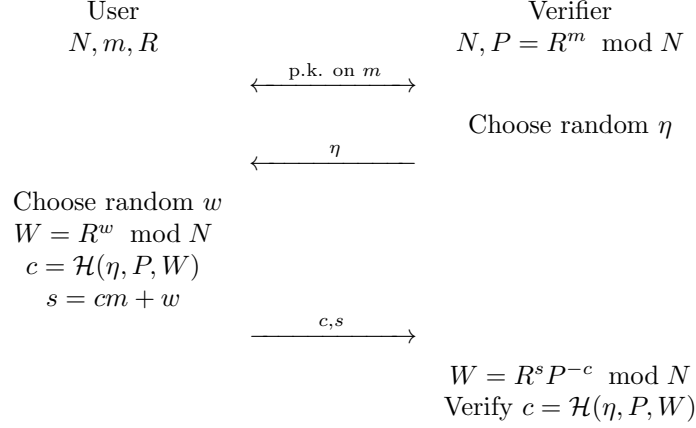 User Verifier
N, m, R N, P = R^m mod N
p.k. on m
Choose random η
η
Choose random w
W = R^w mod N
c = ℋ(η, P, W)
s = cm + w
c,s
W = R^s P^{-c} mod N
Verify c = ℋ(η, P, W)